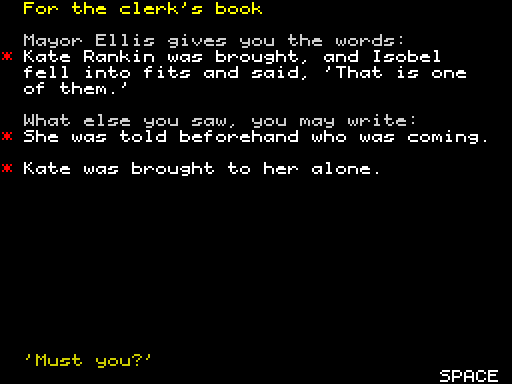 For the clerk's book
Mayor Ellis gives you the words:
* Kate Rankin was brought, and Isobel
fell into fits and said, 'That is one
of them.'
What else you saw, you may write:
* She was told beforehand who was coming.
* Kate was brought to her alone.
'Must you?'
SPACE